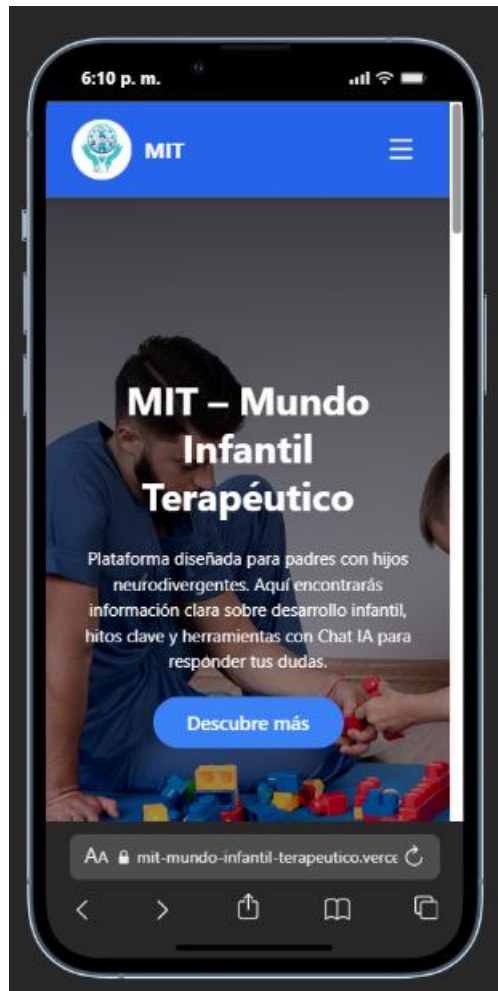 6:10 p. m.
MIT
MIT – Mundo
Infantil
Terapéutico
Plataforma diseñada para padres con hijos
neurodivergentes. Aquí encontrarás
información clara sobre desarrollo infantil,
hitos clave y herramientas con Chat IA para
responder tus dudas.
Descubre más
AA mit-mundo-infantil-terapeutico.verce